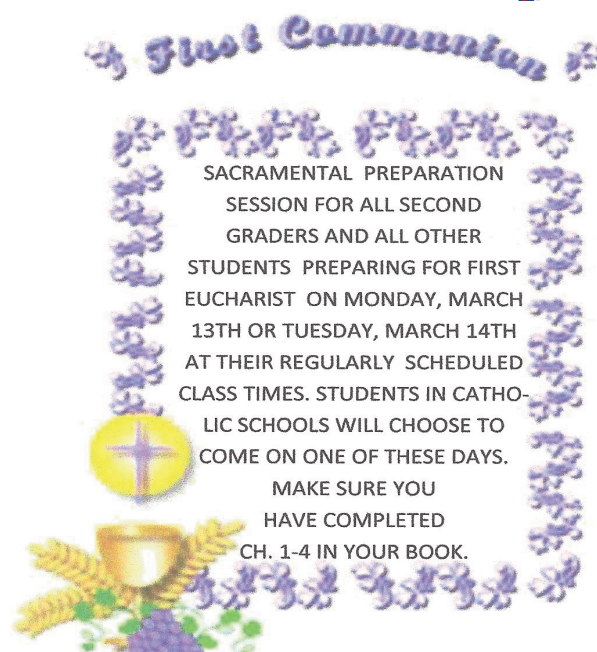 First Communion
SACRAMENTAL PREPARATION
SESSION FOR ALL SECOND
GRADERS AND ALL OTHER
STUDENTS PREPARING FOR FIRST
EUCHARIST ON MONDAY, MARCH
13TH OR TUESDAY, MARCH 14TH
AT THEIR REGULARLY SCHEDULED
CLASS TIMES. STUDENTS IN CATHO-
LIC SCHOOLS WILL CHOOSE TO
COME ON ONE OF THESE DAYS.
MAKE SURE YOU
HAVE COMPLETED
CH. 1-4 IN YOUR BOOK.